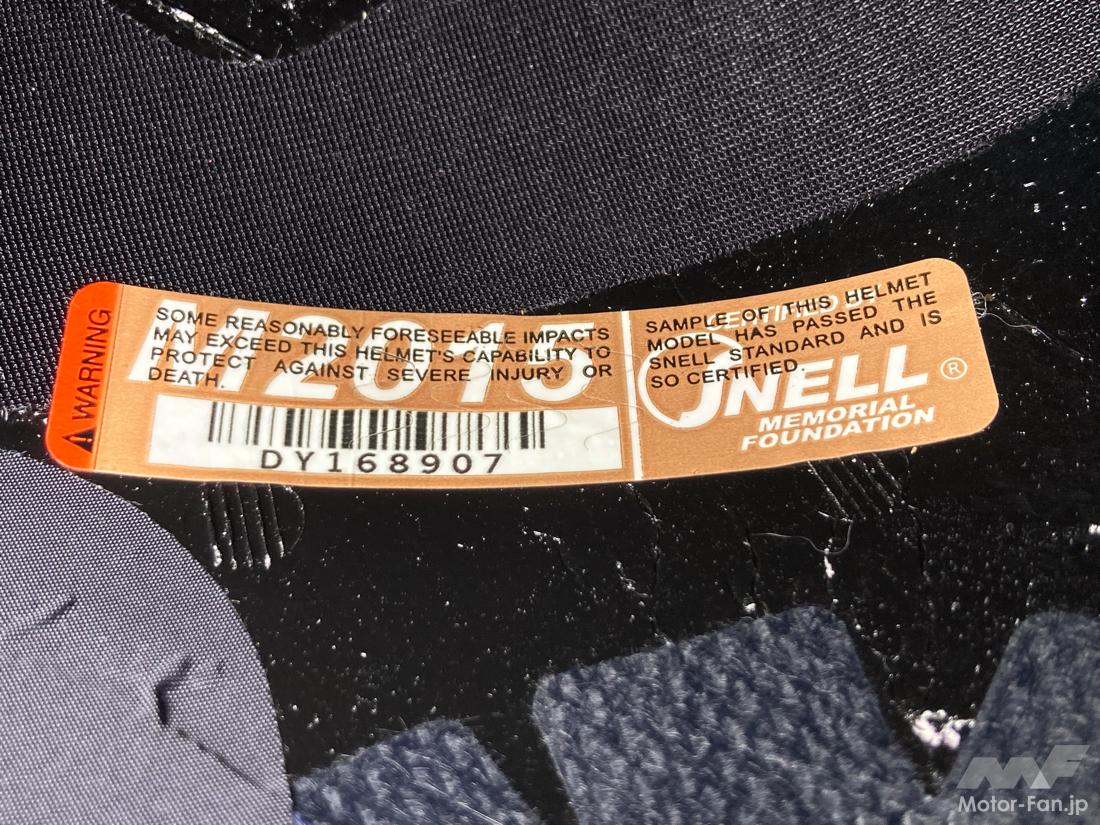 WARNING
M2015
SOME REASONABLY FORESEEABLE IMPACTS
MAY EXCEED THIS HELMET'S CAPABILITY TO
PROTECT AGAINST SEVERE INJURY OR
DEATH.
DY168907
CERTIFIED BY
SAMPLE OF THIS HELMET
MODEL HAS PASSED THE
SNELL STANDARD AND IS
SO CERTIFIED.
SNELL®
MEMORIAL
FOUNDATION
MF
Motor-Fan.jp